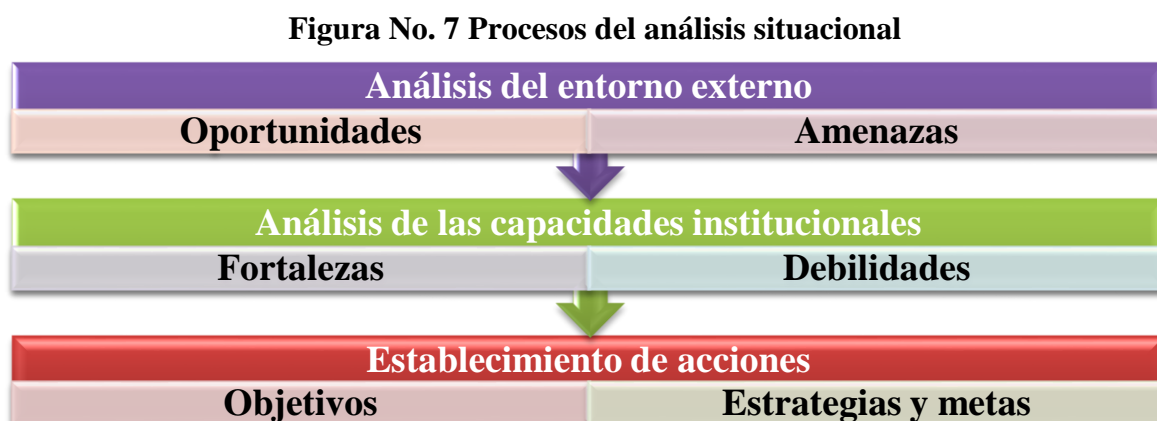 Figura No. 7 Procesos del análisis situacional
Análisis del entorno externo
Oportunidades Amenazas
Análisis de las capacidades institucionales
Fortalezas Debilidades
Establecimiento de acciones
Objetivos Estrategias y metas